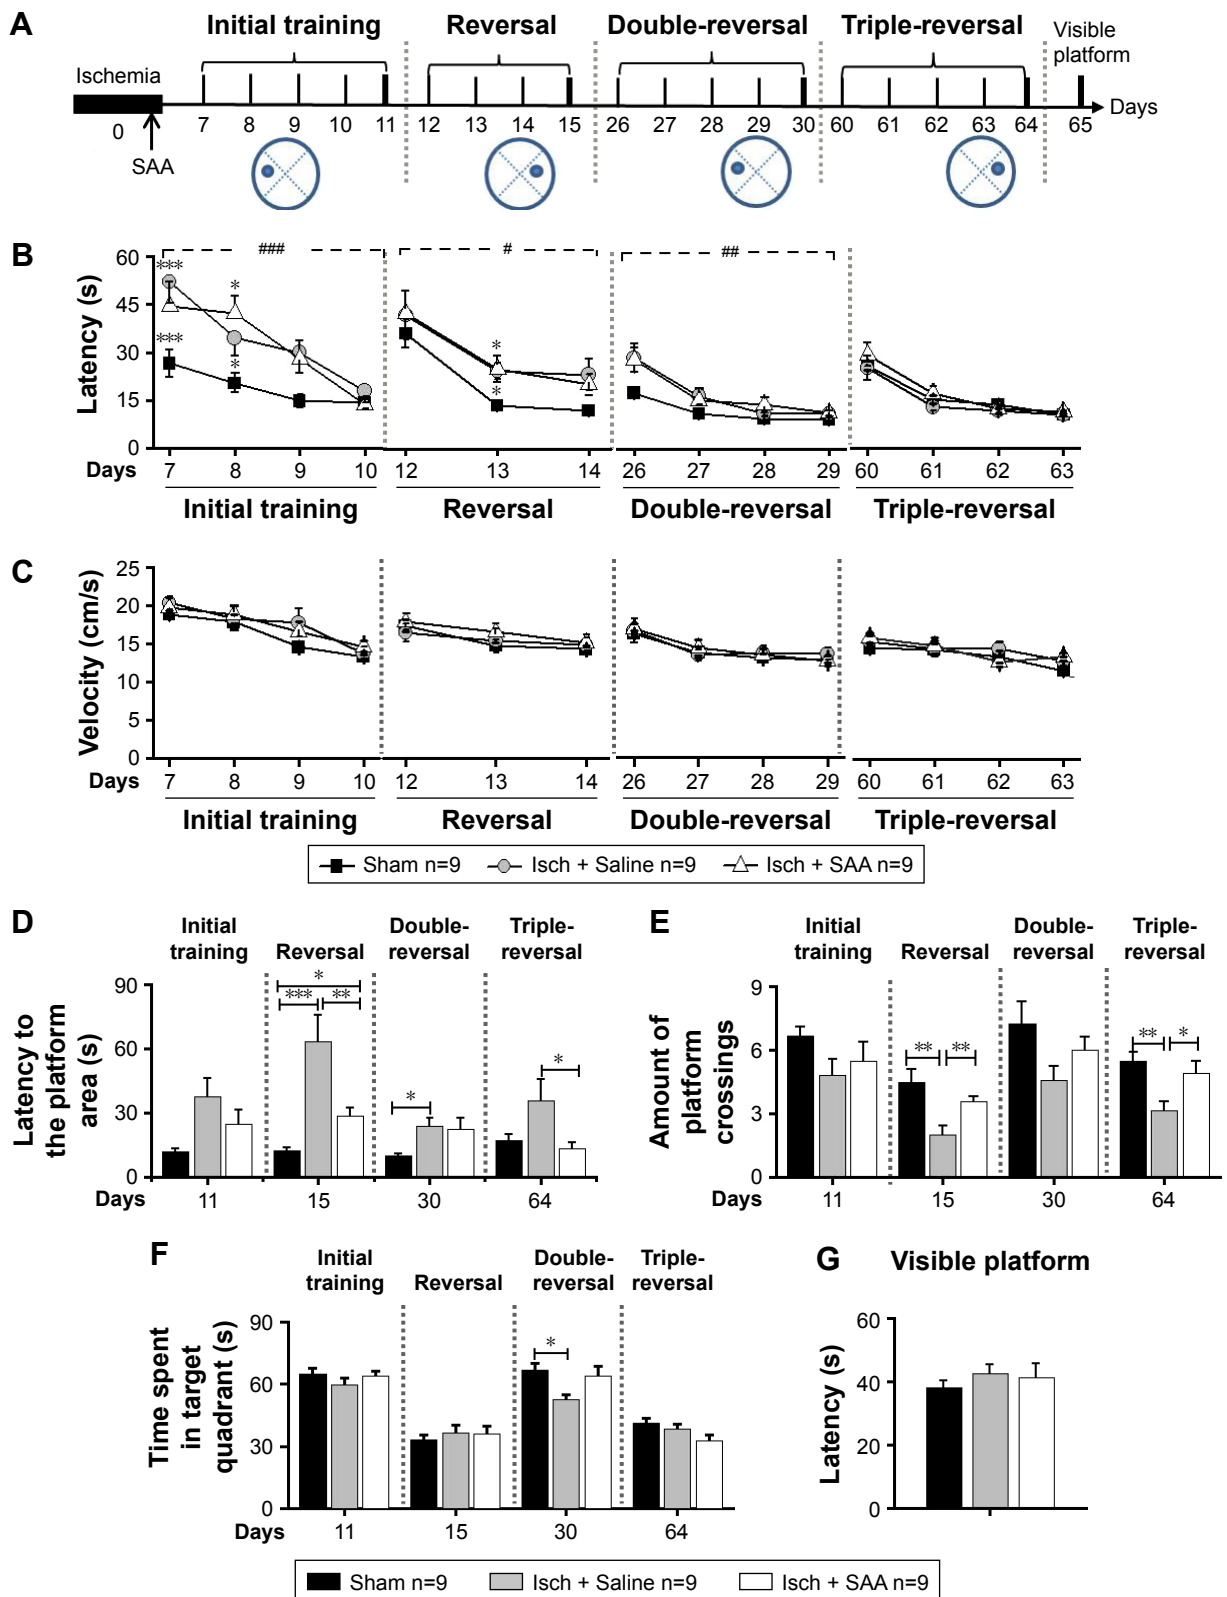 A
Initial training Reversal Double-reversal Triple-reversal
Visible
platform
Ischemia
0 7 8 9 10 11 12 13 14 15 26 27 28 29 30 60 61 62 63 64 65 Days
SAA
B
### # ##
Latency (s)
60
45
30
15
0
*** *** * * * *
Days 7 8 9 10 12 13 14 26 27 28 29 60 61 62 63
Initial training Reversal Double-reversal Triple-reversal
C
Velocity (cm/s)
25
20
15
10
5
0
Days 7 8 9 10 12 13 14 26 27 28 29 60 61 62 63
Initial training Reversal Double-reversal Triple-reversal
Sham n=9 Isch + Saline n=9 Isch + SAA n=9
D
Initial
training
Reversal
Double-
reversal
Triple-
reversal
Latency to
the platform
area (s)
90
60
30
0
* *** ** * *
Days 11 15 30 64
E
Initial
training
Reversal
Double-
reversal
Triple-
reversal
Amount of
platform
crossings
9
6
3
0
** ** ** *
Days 11 15 30 64
F
Initial
training
Reversal
Double-
reversal
Triple-
reversal
Time spent
in target
quadrant (s)
90
60
30
0
*
Days 11 15 30 64
G Visible platform
Latency (s)
60
40
20
0
Sham n=9 Isch + Saline n=9 Isch + SAA n=9